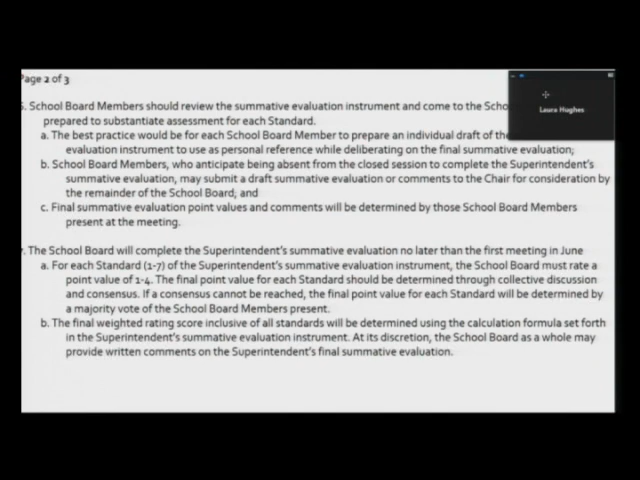 Page 2 of 3
Laura Hughes
6. School Board Members should review the summative evaluation instrument and come to the Scho
prepared to substantiate assessment for each Standard.
a. The best practice would be for each School Board Member to prepare an individual draft of the
evaluation instrument to use as personal reference while deliberating on the final summative evaluation;
b. School Board Members, who anticipate being absent from the closed session to complete the Superintendent's
summative evaluation, may submit a draft summative evaluation or comments to the Chair for consideration by
the remainder of the School Board; and
c. Final summative evaluation point values and comments will be determined by those School Board Members
present at the meeting.
. The School Board will complete the Superintendent's summative evaluation no later than the first meeting in June
a. For each Standard (1-7) of the Superintendent's summative evaluation instrument, the School Board must rate a
point value of 1-4. The final point value for each Standard should be determined through collective discussion
and consensus. If a consensus cannot be reached, the final point value for each Standard will be determined by
a majority vote of the School Board Members present.
b. The final weighted rating score inclusive of all standards will be determined using the calculation formula set forth
in the Superintendent's summative evaluation instrument. At its discretion, the School Board as a whole may
provide written comments on the Superintendent's final summative evaluation.